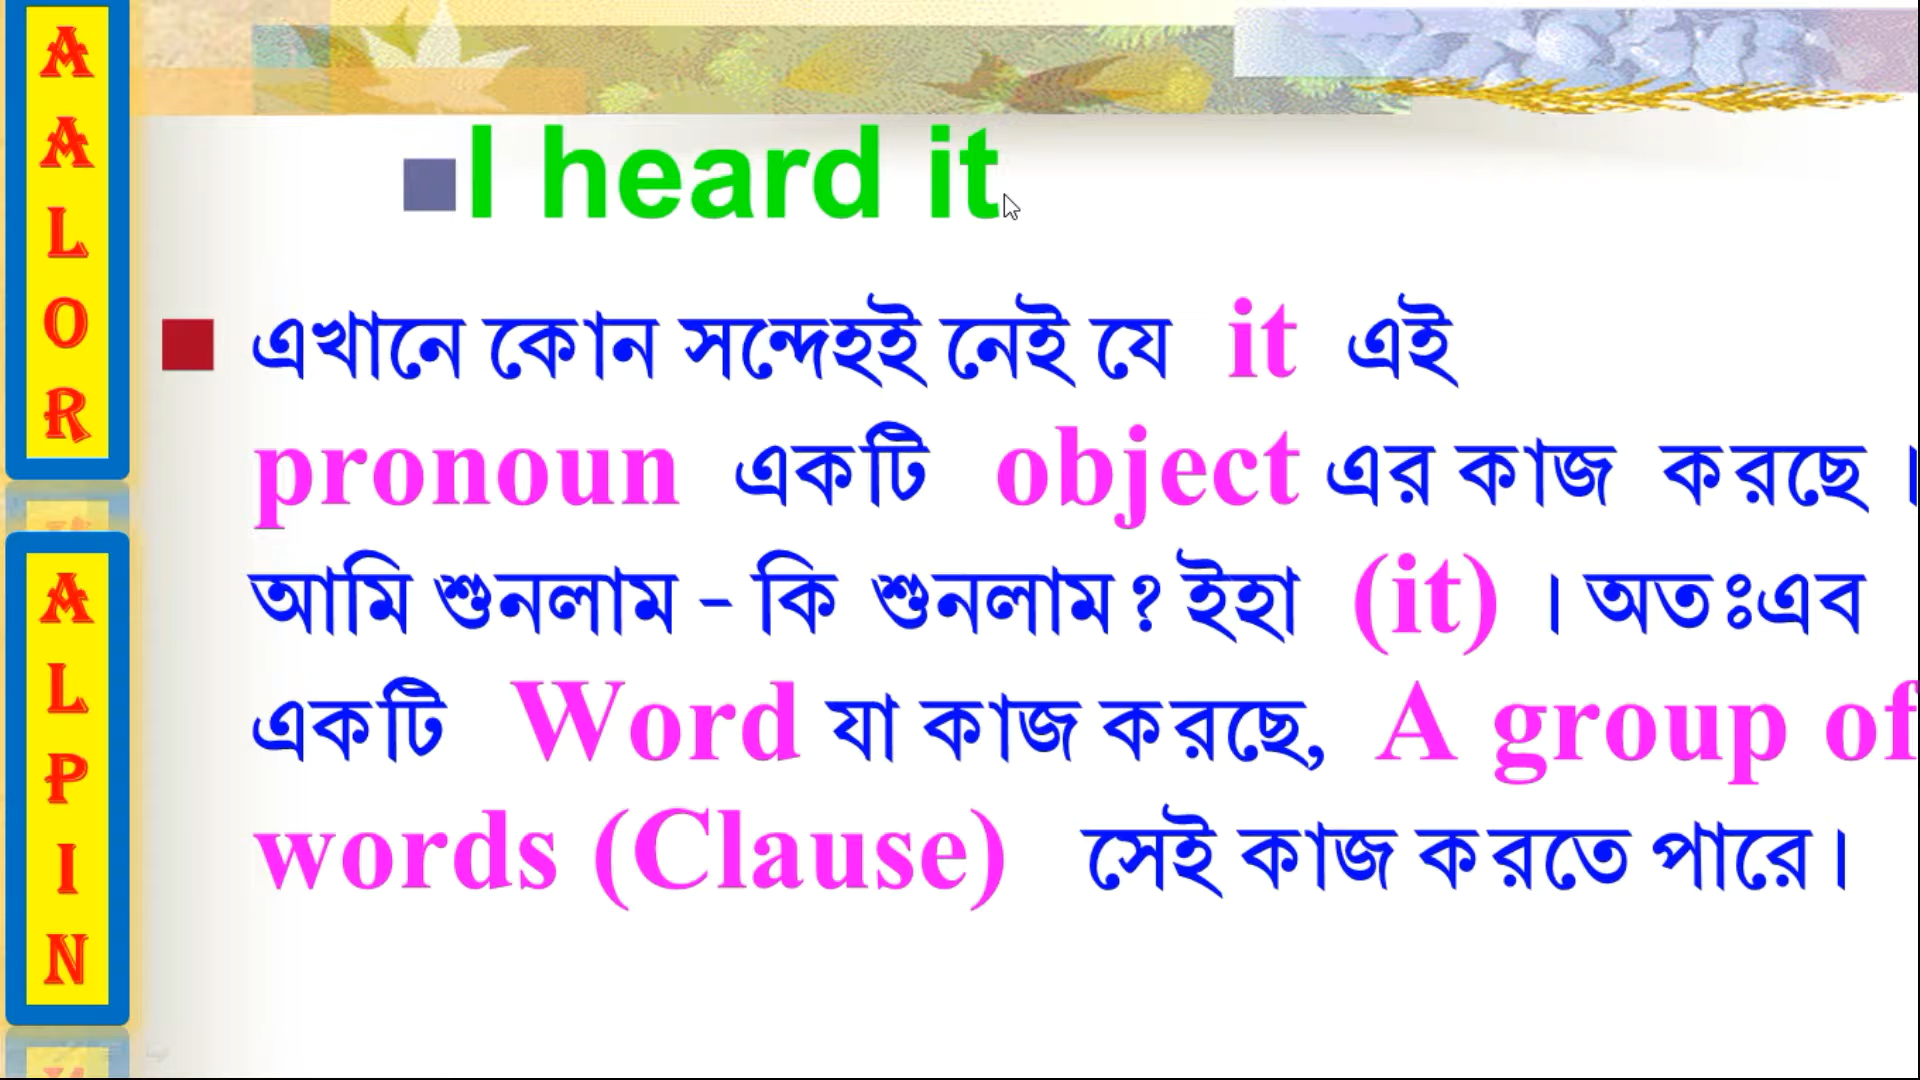 AALOR
ALPIN
I heard it
এখানে কোন সন্দেহই নেই যে it এই
pronoun একটি object এর কাজ করছে ।
আমি শুনলাম - কি শুনলাম? ইহা (it) । অতঃএব
একটি Word যা কাজ করছে, A group of
words (Clause) সেই কাজ করতে পারে।